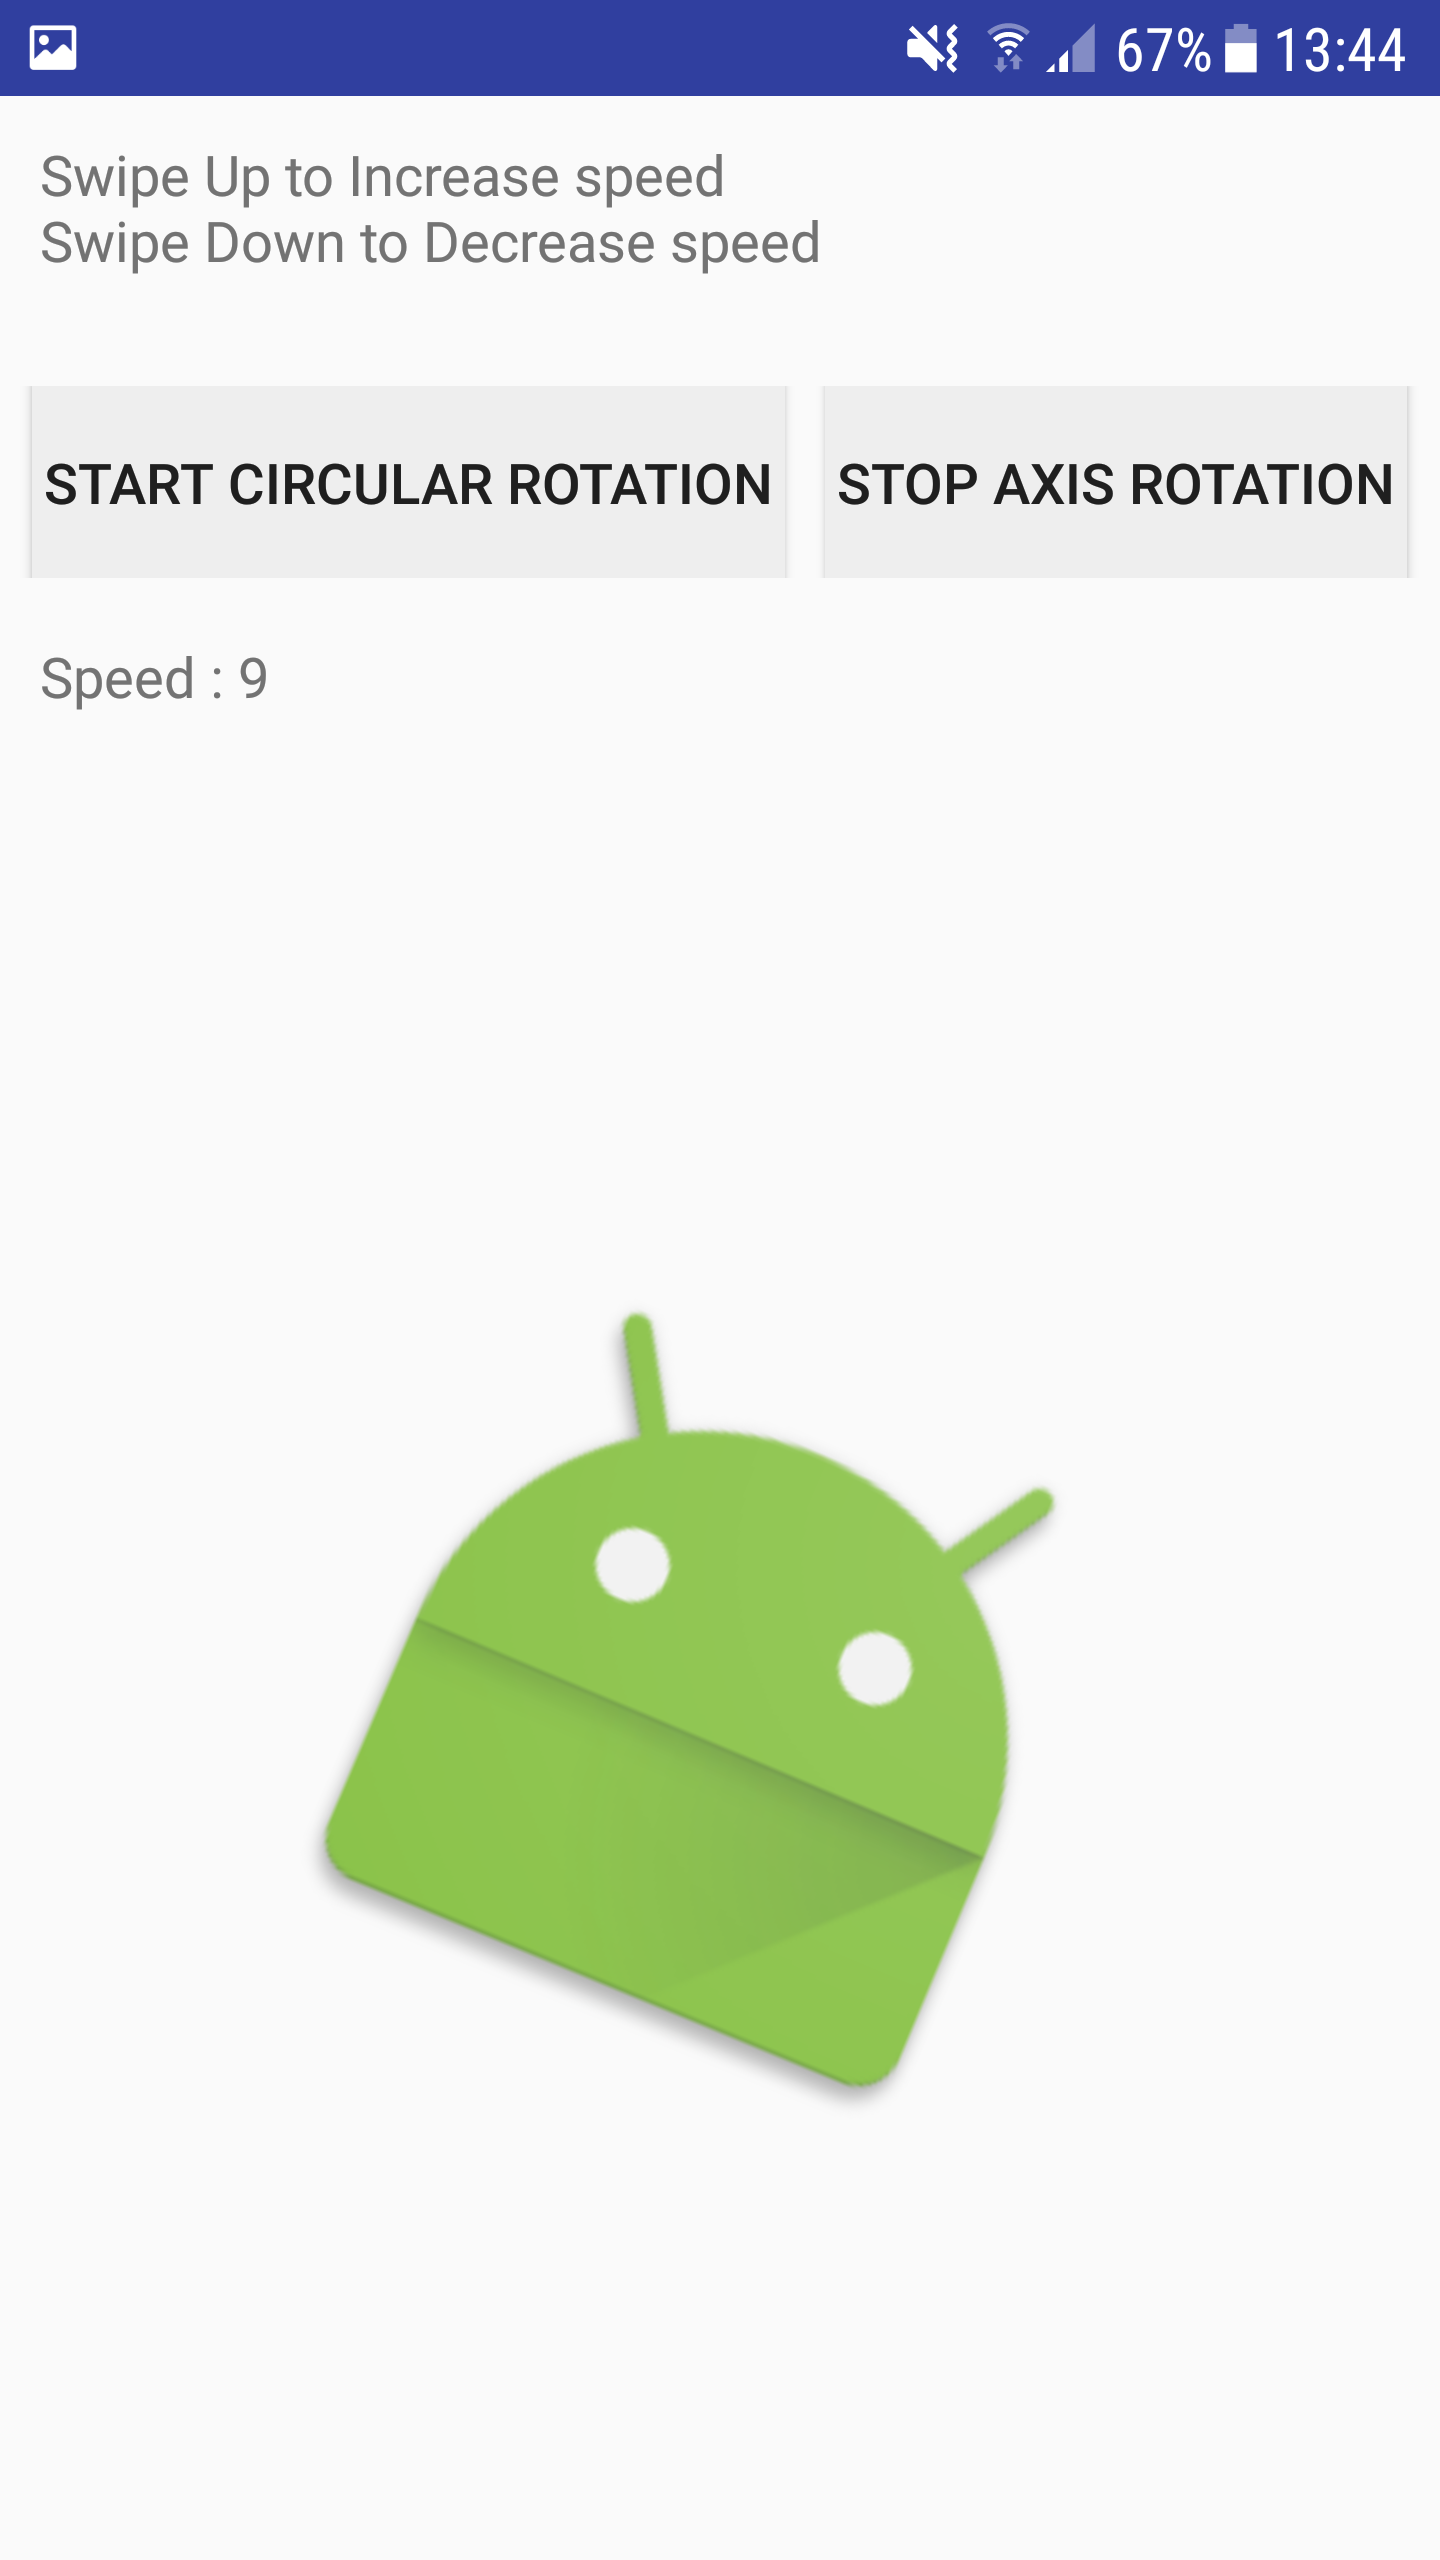 67% 13:44
Swipe Up to Increase speed
Swipe Down to Decrease speed
START CIRCULAR ROTATION STOP AXIS ROTATION
Speed : 9